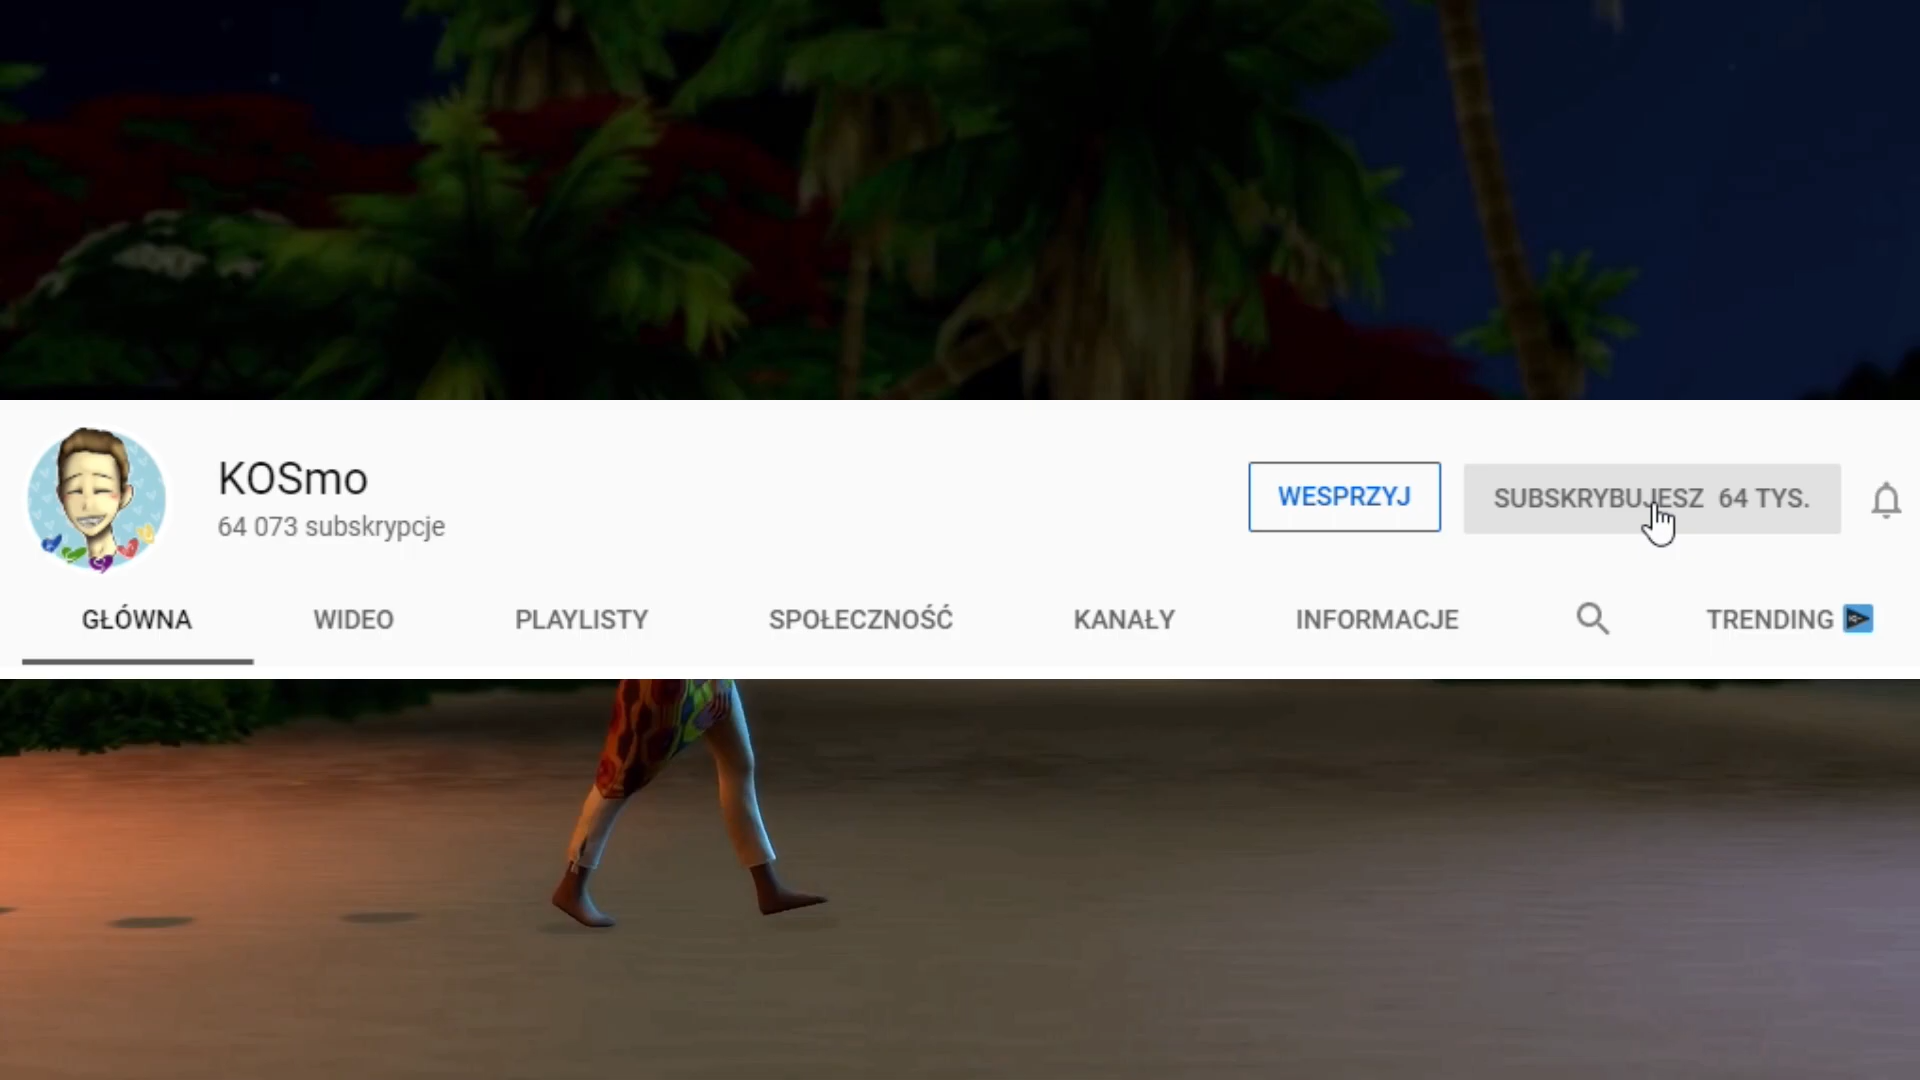 KOSmo
64 073 subskrypcje
WESPRZYJ
SUBSKRYBUJESZ 64 TYS.
GŁÓWNA WIDEO PLAYLISTY SPOŁECZNOŚĆ KANAŁY INFORMACJE TRENDING